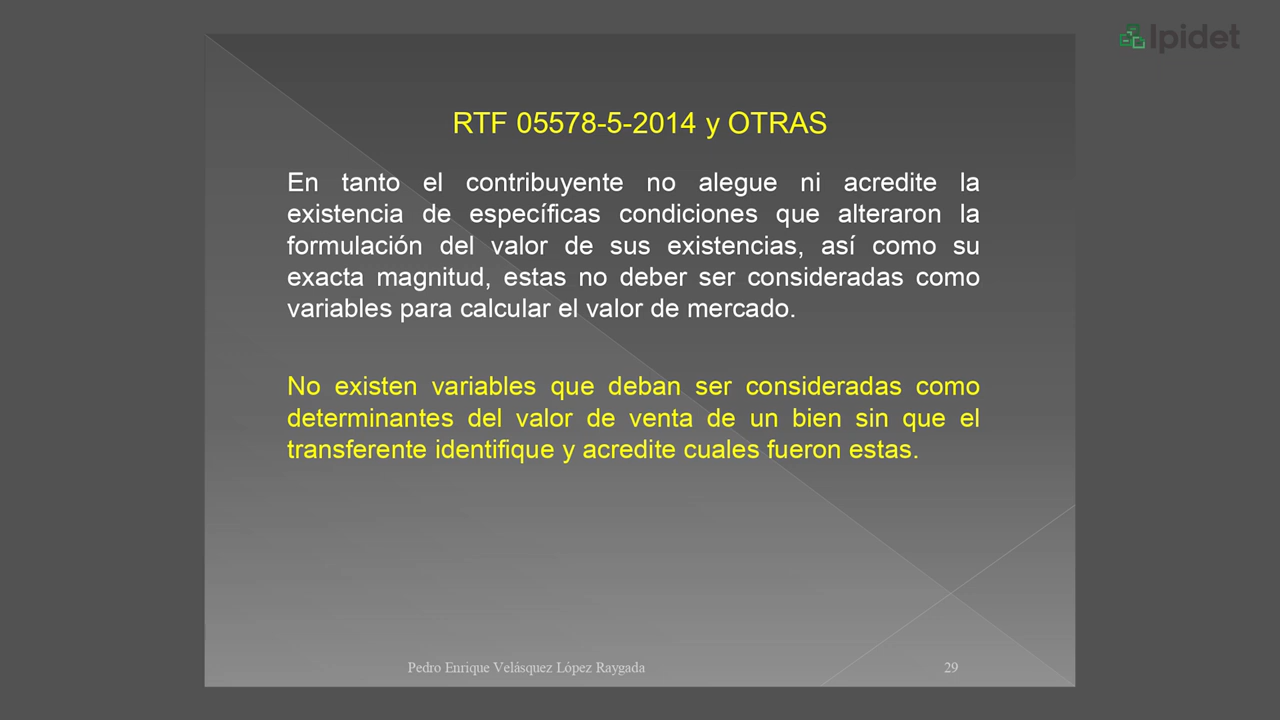 Ipidet
RTF 05578-5-2014 y OTRAS
En tanto el contribuyente no alegue ni acredite la
existencia de específicas condiciones que alteraron la
formulación del valor de sus existencias, así como su
exacta magnitud, estas no deber ser consideradas como
variables para calcular el valor de mercado.
No existen variables que deban ser consideradas como
determinantes del valor de venta de un bien sin que el
transferente identifique y acredite cuales fueron estas.
Pedro Enrique Velásquez López Raygada
29